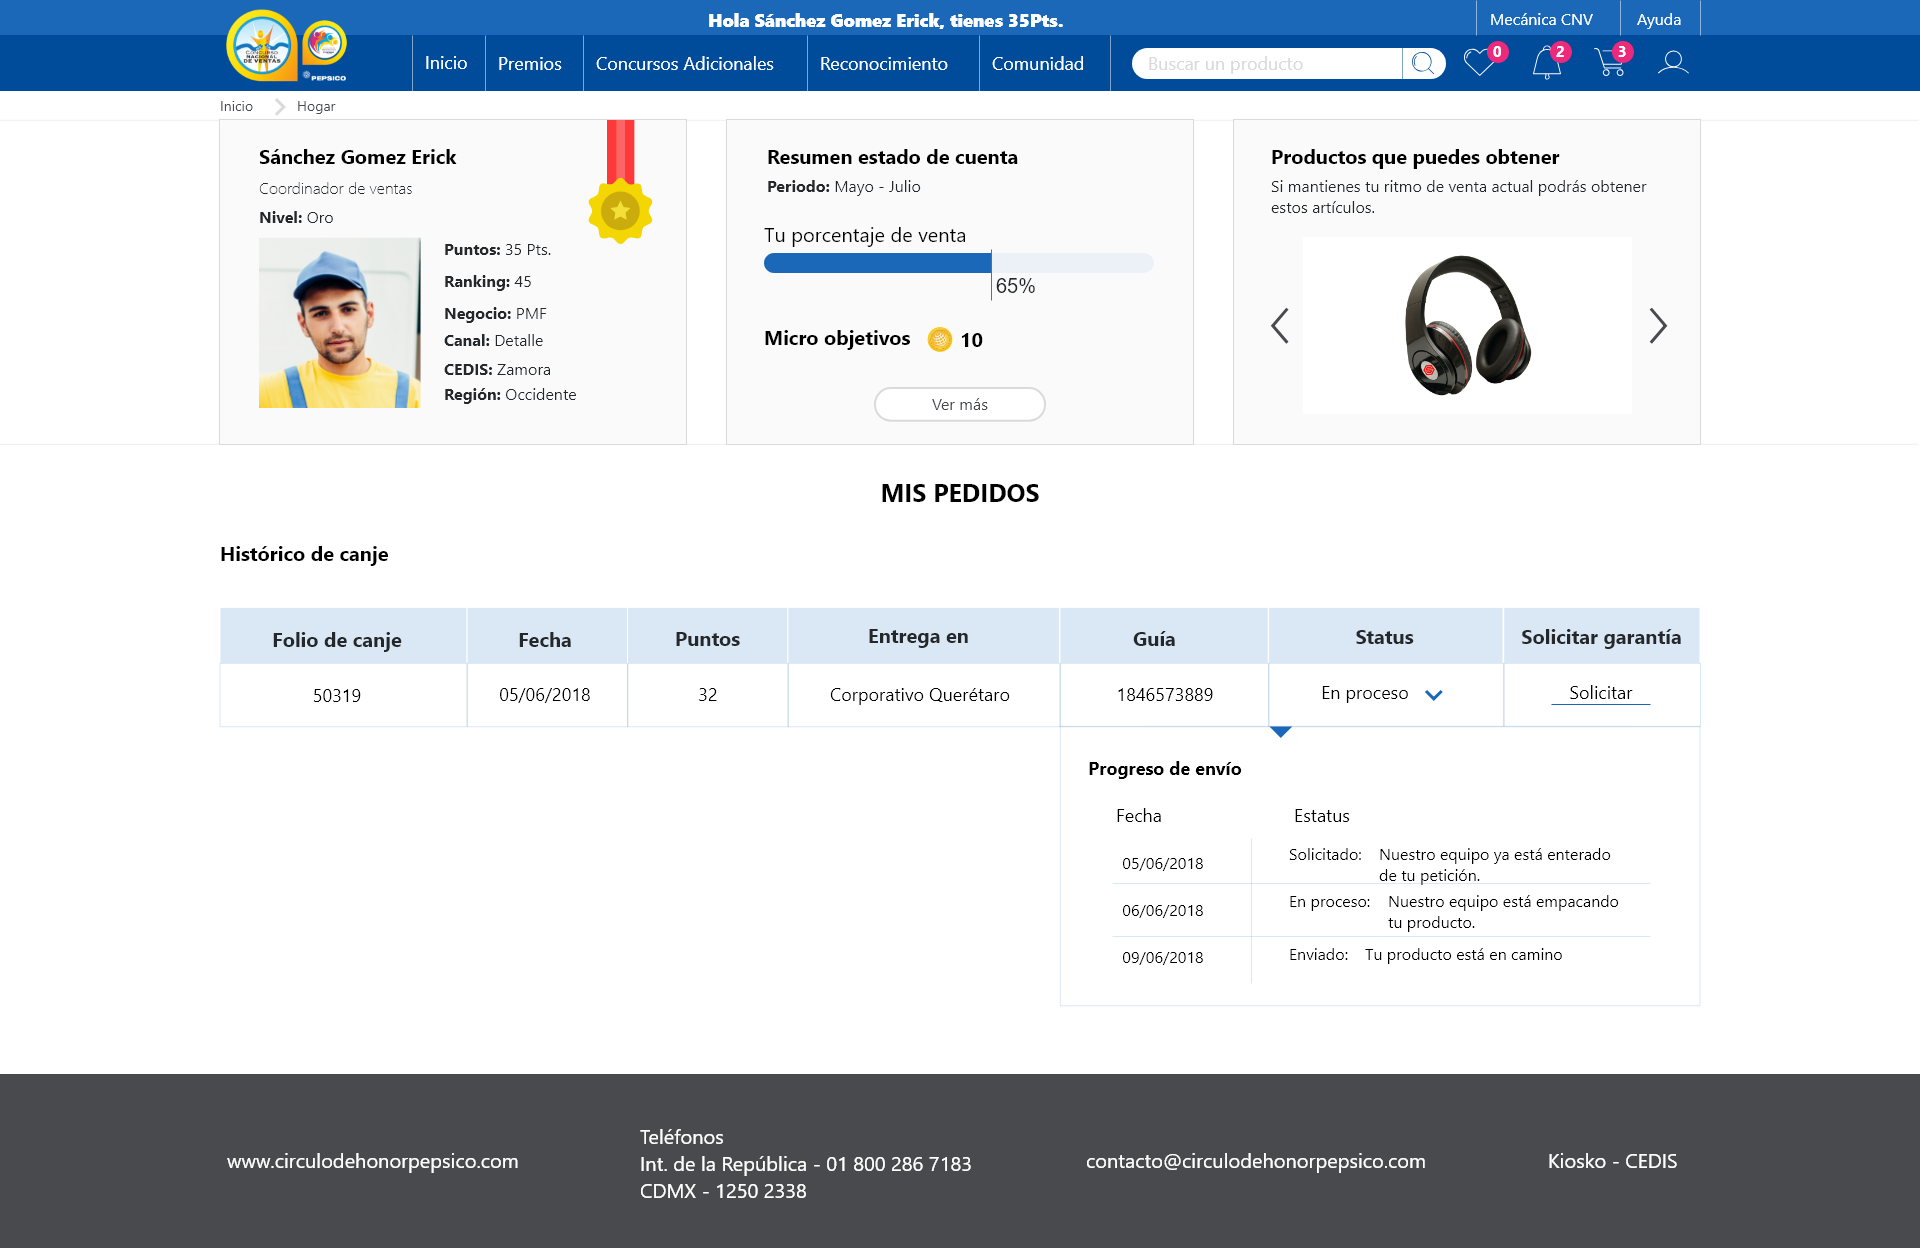 Hola Sánchez Gomez Erick, tienes 35Pts.
Mecánica CNV
Ayuda
CONCURSO
NACIONAL
DE VENTAS
PEPSICO
Inicio
Premios
Concursos Adicionales
Reconocimiento
Comunidad
Buscar un producto
0
2
3
Inicio
Hogar
Sánchez Gomez Erick
Coordinador de ventas
Nivel: Oro
Puntos: 35 Pts.
Ranking: 45
Negocio: PMF
Canal: Detalle
CEDIS: Zamora
Región: Occidente
Resumen estado de cuenta
Periodo: Mayo - Julio
Tu porcentaje de venta
65%
Micro objetivos 10
Ver más
Productos que puedes obtener
Si mantienes tu ritmo de venta actual podrás obtener
estos artículos.
MIS PEDIDOS
Histórico de canje
Folio de canje Fecha Puntos Entrega en Guía Status Solicitar garantía
50319 05/06/2018 32 Corporativo Querétaro 1846573889 En proceso Solicitar
Progreso de envío
Fecha Estatus
05/06/2018 Solicitado: Nuestro equipo ya está enterado
de tu petición.
06/06/2018 En proceso: Nuestro equipo está empacando
tu producto.
09/06/2018 Enviado: Tu producto está en camino
www.circulodehonorpepsico.com
Teléfonos
Int. de la República - 01 800 286 7183
CDMX - 1250 2338
contacto@circulodehonorpepsico.com
Kiosko - CEDIS